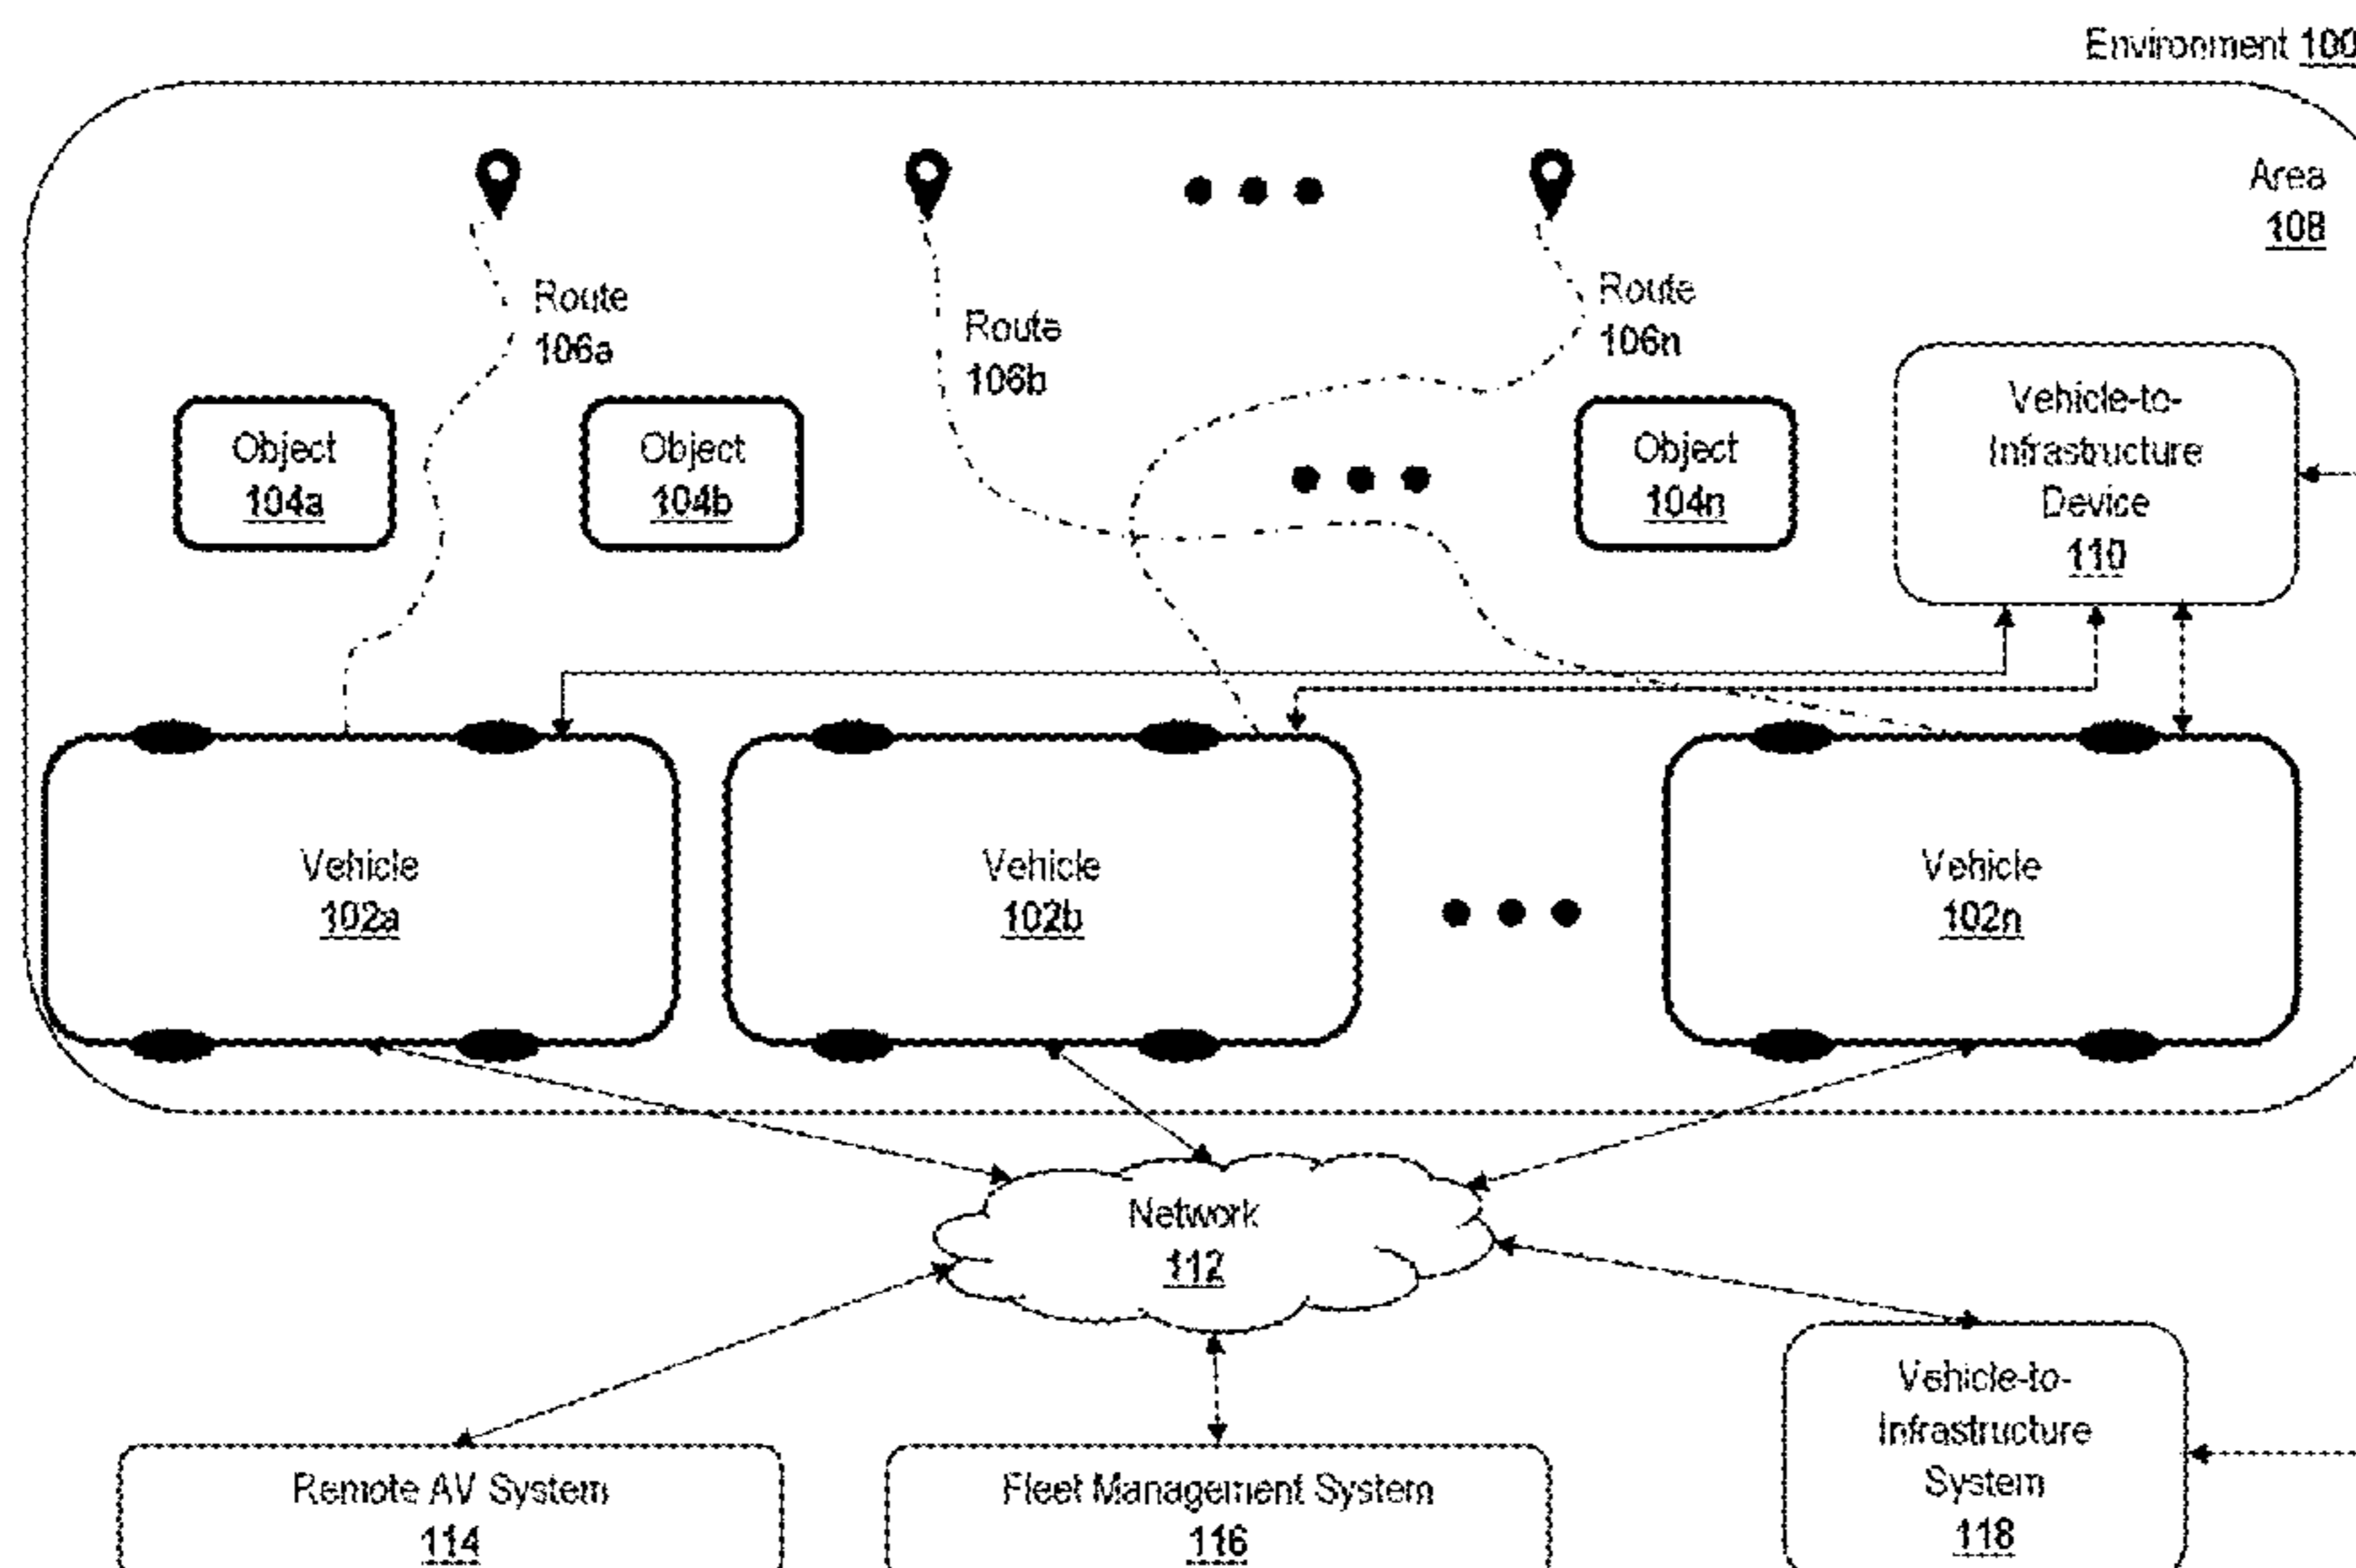 Environment 100
Area
108
Route
106a
Route
106b
Route
106n
Object
104a
Object
104b
Object
104n
Vehicle-to-
Infrastructure
Device
110
Vehicle
102a
Vehicle
102b
Vehicle
102n
Network
112
Remote AV System
114
Fleet Management System
116
Vehicle-to-
Infrastructure
System
118